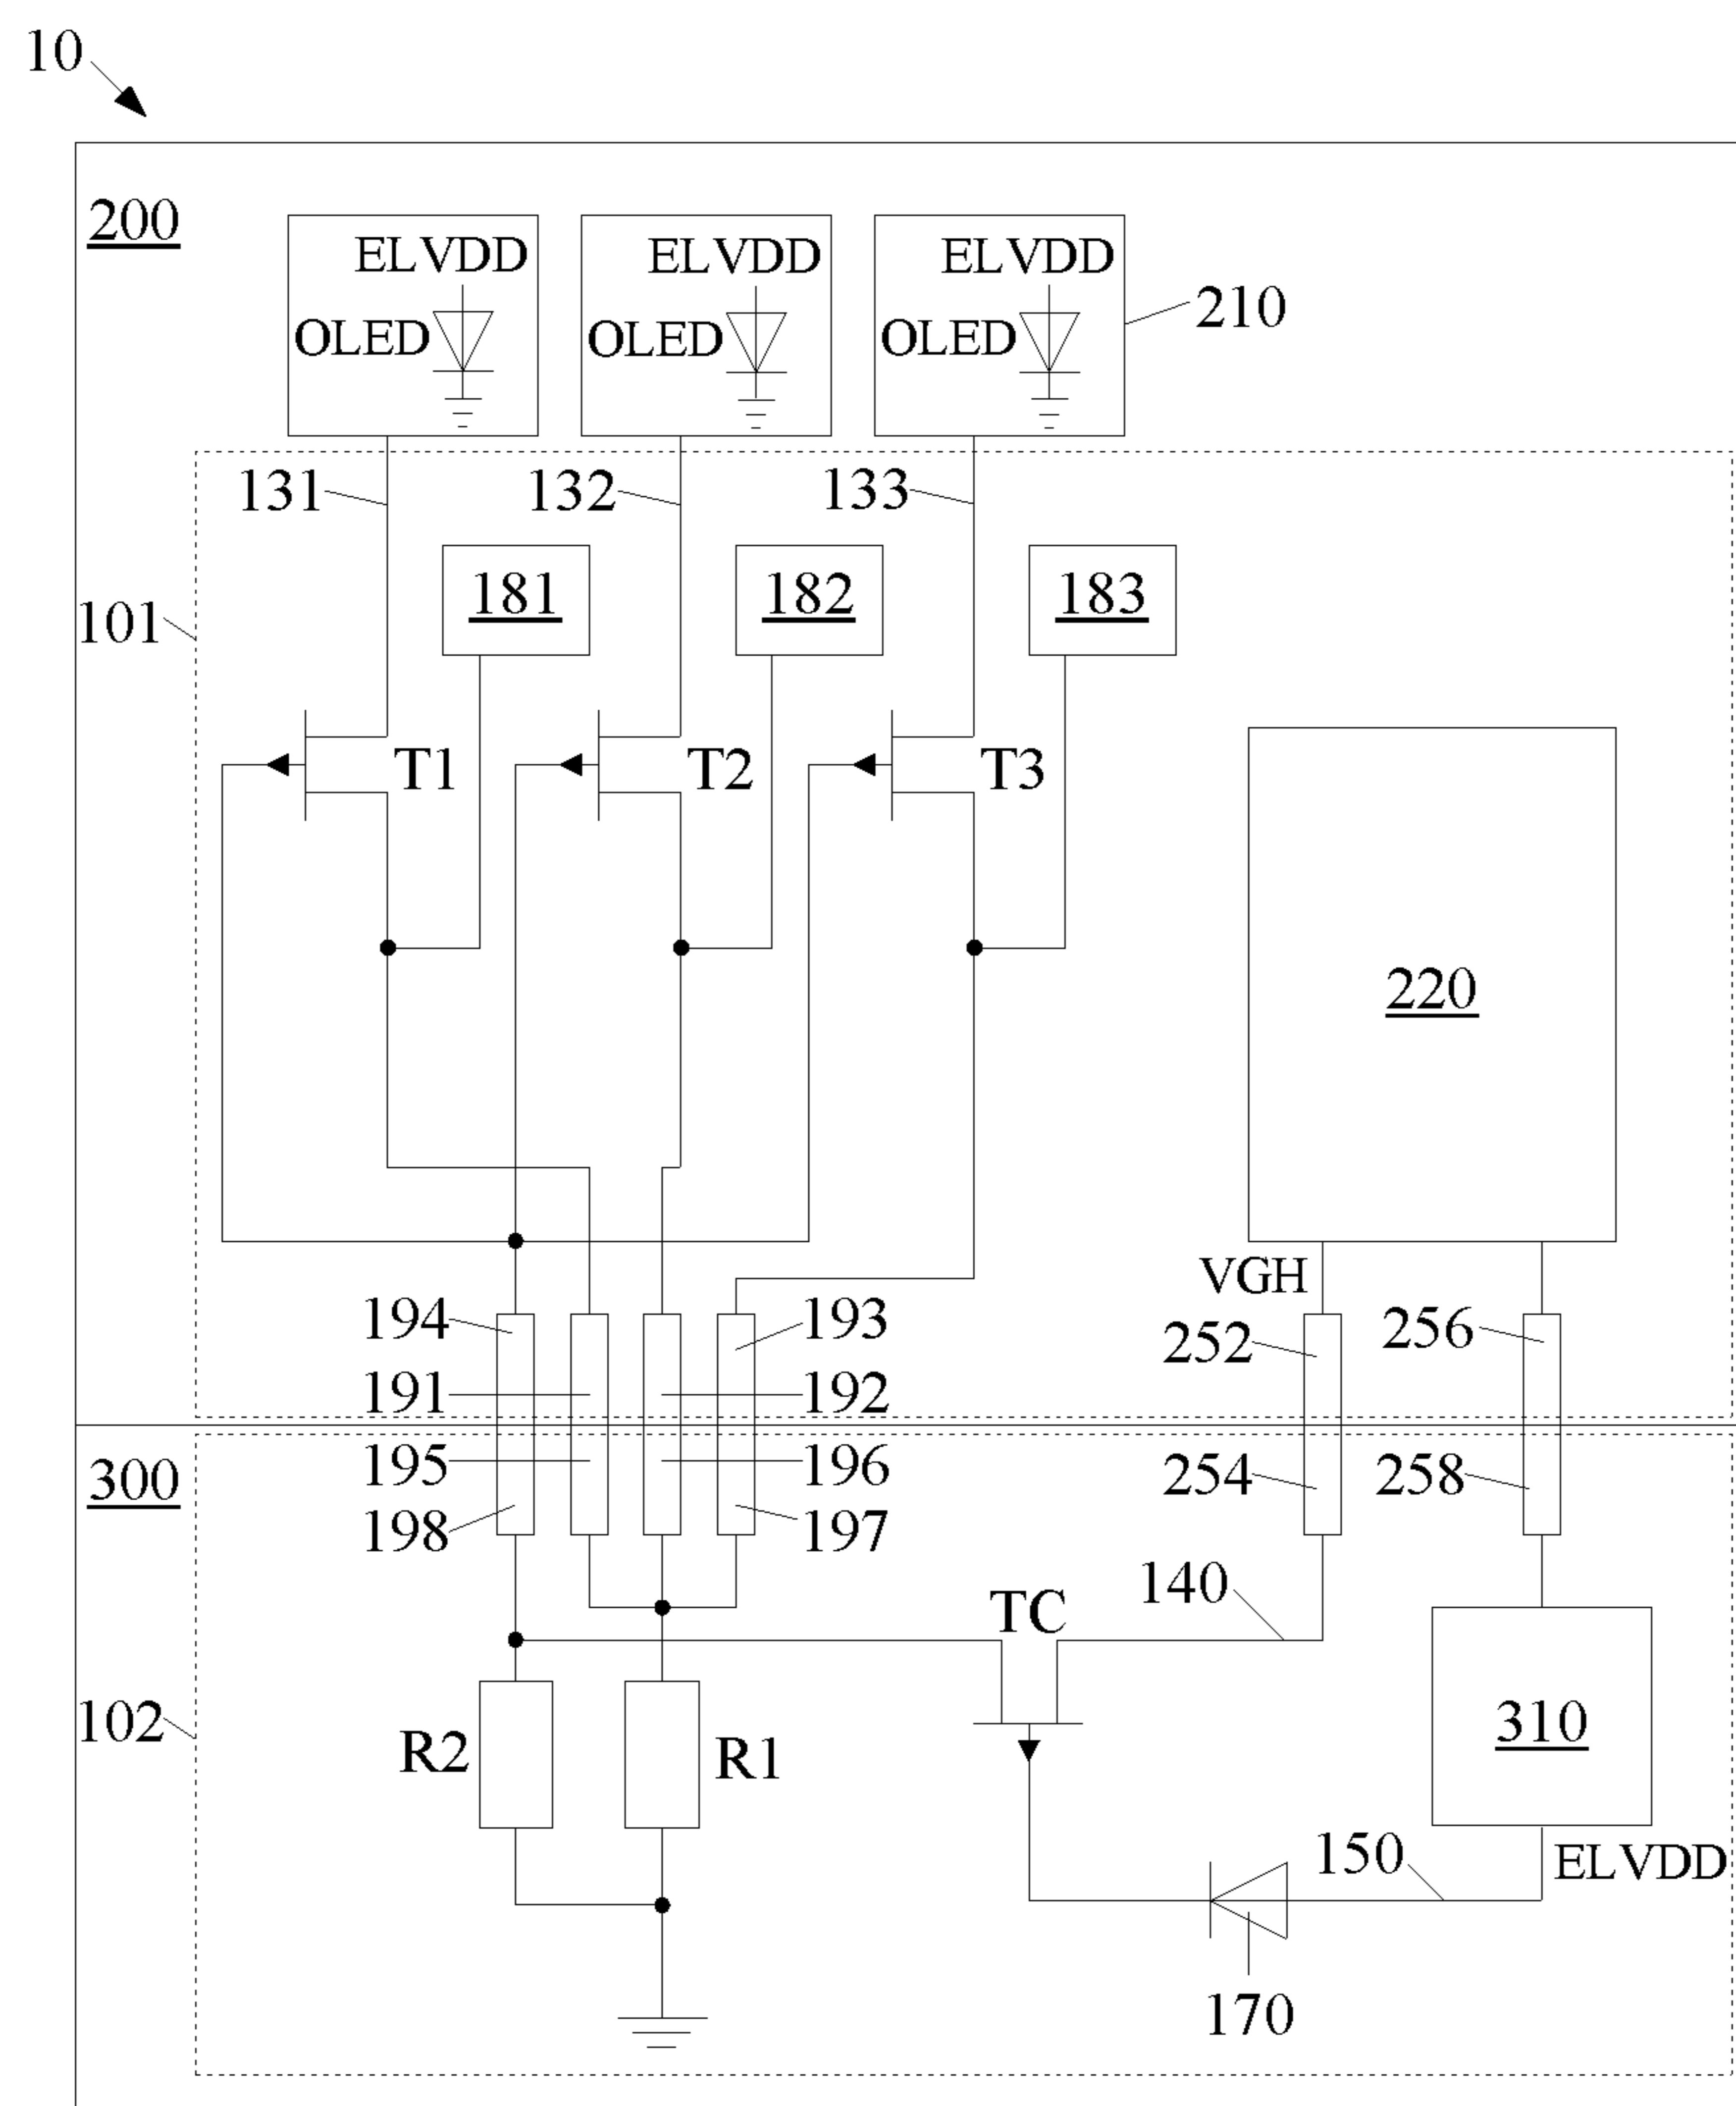 10
200
ELVDD ELVDD ELVDD
OLED OLED OLED 210
131 132 133
181 182 183
101
T1 T2 T3
220
VGH
194 193 252 256
191 192
300 195 196 254 258
198 197
TC 140
102 R2 R1 310
150 ELVDD
170